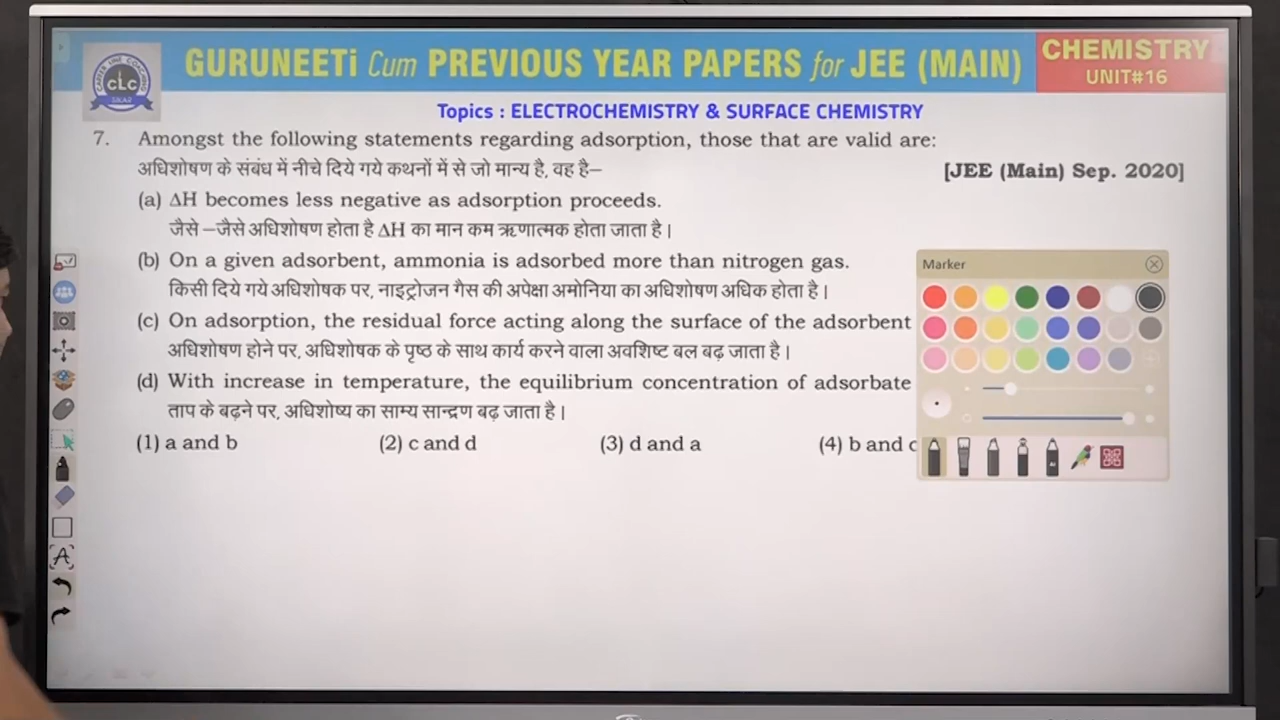 GURUNEETi Cum PREVIOUS YEAR PAPERS for JEE (MAIN)
CHEMISTRY
UNIT#16
CLC
Topics : ELECTROCHEMISTRY & SURFACE CHEMISTRY
7. Amongst the following statements regarding adsorption, those that are valid are:
अधिशोषण के संबंध में नीचे दिये गये कथनों में से जो मान्य है, वह है–
[JEE (Main) Sep. 2020]
(a) ΔH becomes less negative as adsorption proceeds.
जैसे –जैसे अधिशोषण होता है ΔH का मान कम ऋणात्मक होता जाता है।
(b) On a given adsorbent, ammonia is adsorbed more than nitrogen gas.
किसी दिये गये अधिशोषक पर, नाइट्रोजन गैस की अपेक्षा अमोनिया का अधिशोषण अधिक होता है।
(c) On adsorption, the residual force acting along the surface of the adsorbent
अधिशोषण होने पर, अधिशोषक के पृष्ठ के साथ कार्य करने वाला अवशिष्ट बल बढ़ जाता है।
(d) With increase in temperature, the equilibrium concentration of adsorbate
ताप के बढ़ने पर, अधिशोष्य का साम्य सान्द्रण बढ़ जाता है।
(1) a and b (2) c and d (3) d and a (4) b and c
Marker